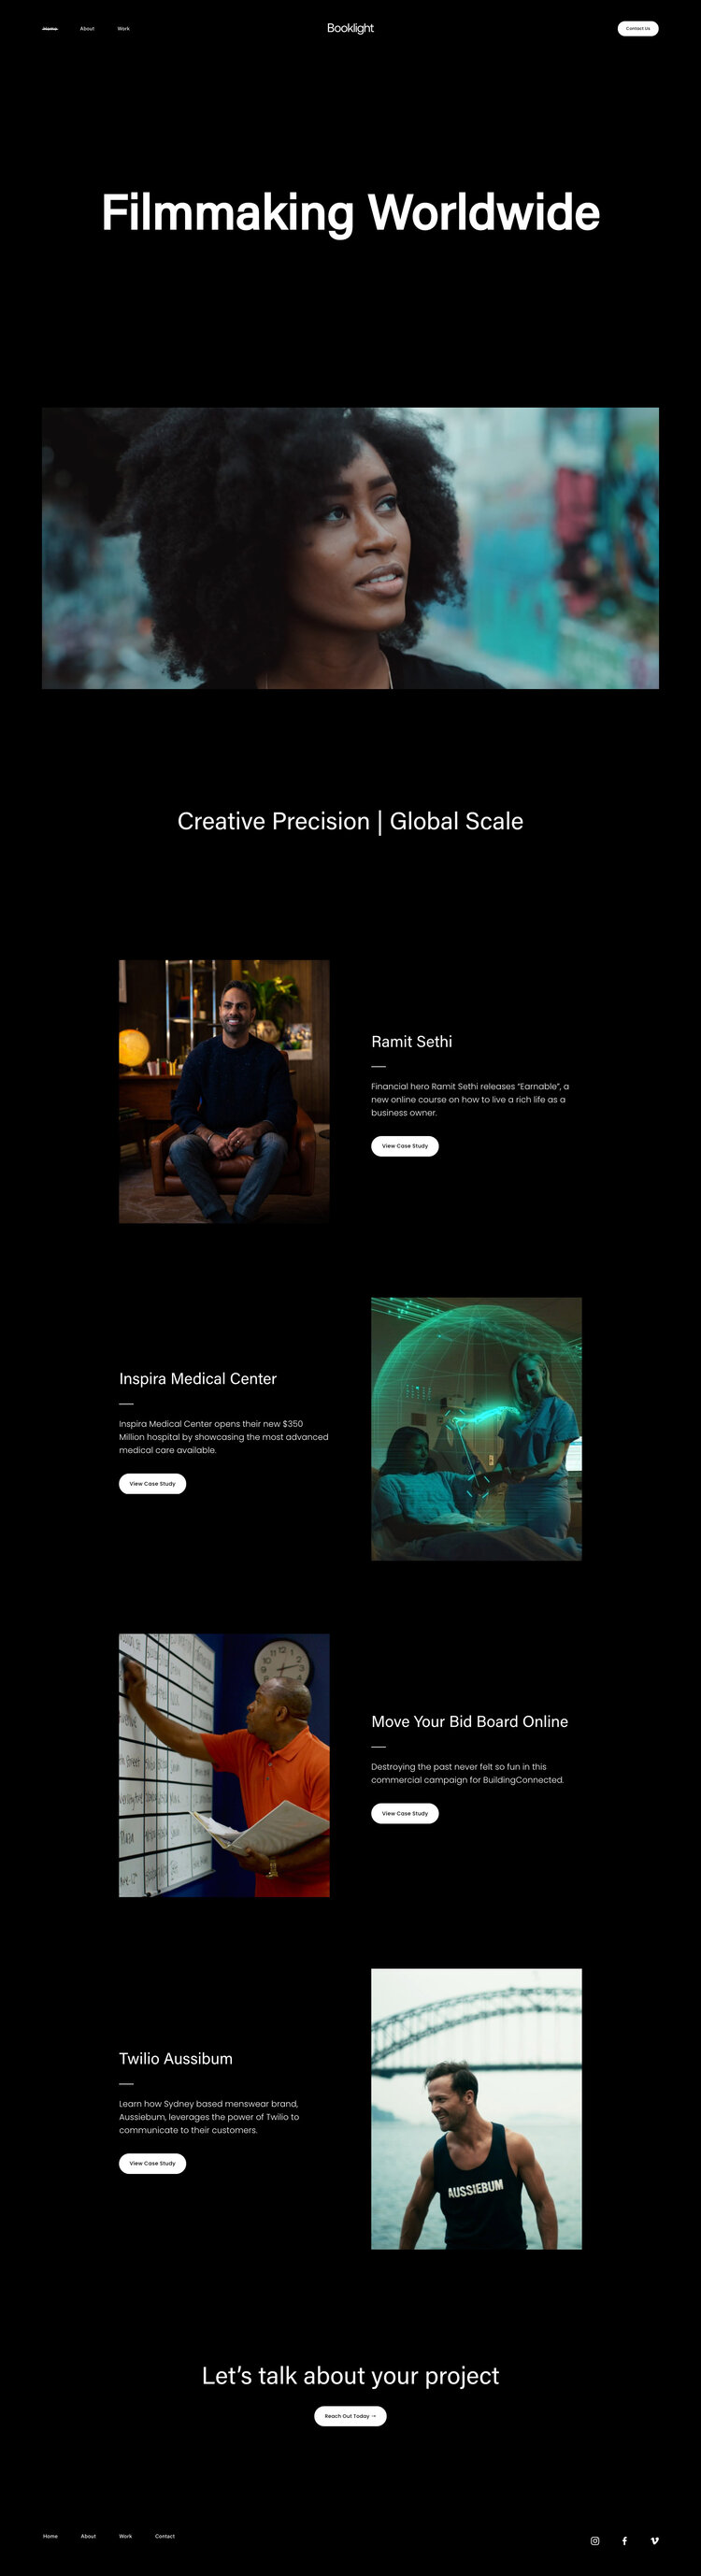 Home About Work
Booklight
Contact Us
Filmmaking Worldwide
Creative Precision | Global Scale
Ramit Sethi
Financial hero Ramit Sethi releases “Earnable”, a
new online course on how to live a rich life as a
business owner.
View Case Study
Inspira Medical Center
Inspira Medical Center opens their new $350
Million hospital by showcasing the most advanced
medical care available.
View Case Study
Move Your Bid Board Online
Destroying the past never felt so fun in this
commercial campaign for BuildingConnected.
View Case Study
Twilio Aussibum
Learn how Sydney based menswear brand,
Aussiebum, leverages the power of Twilio to
communicate to their customers.
View Case Study
AUSSIEBUM
Let’s talk about your project
Reach Out Today →
Home About Work Contact